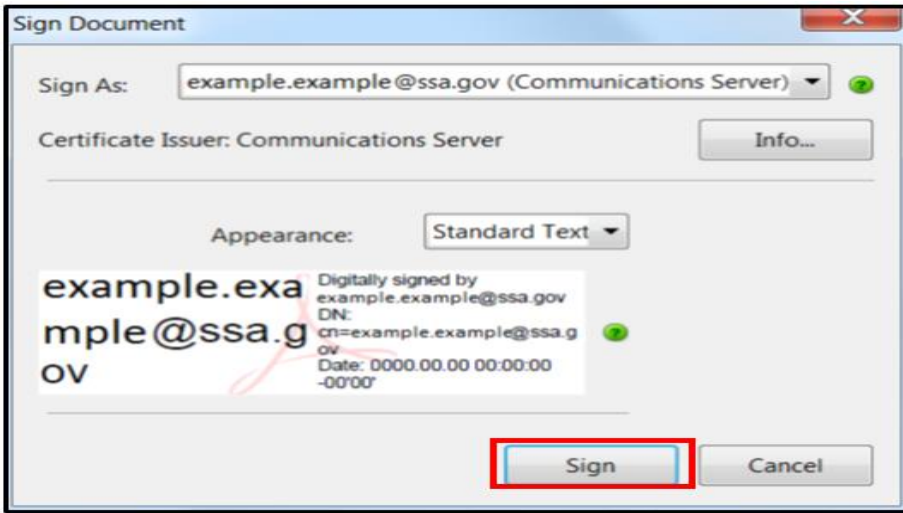 Sign Document
Sign As: example.example@ssa.gov (Communications Server)
Certificate Issuer: Communications Server Info...
Appearance: Standard Text
example.exa
mple@ssa.g
ov
Digitally signed by
example.example@ssa.gov
DN:
cn=example.example@ssa.g
ov
Date: 0000.00.00 00:00:00
-00'00'
Sign Cancel